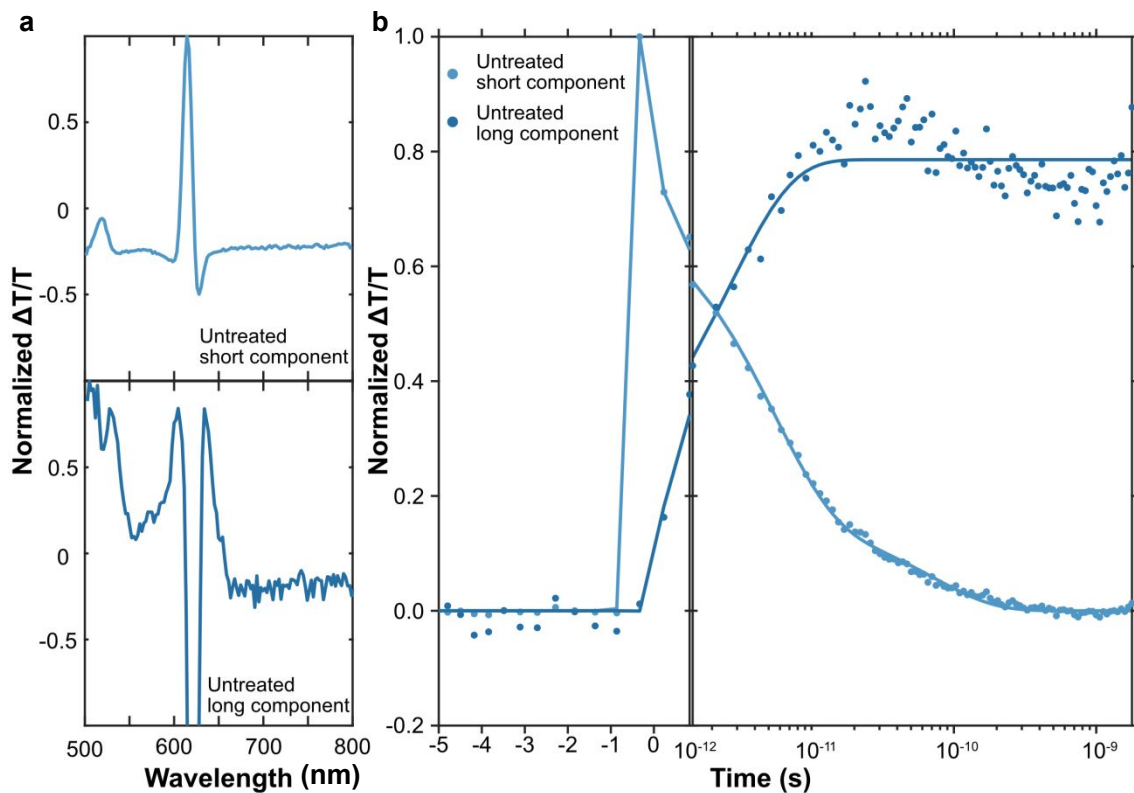 a
Normalized ΔT/T
0.5
0
-0.5
Untreated
short component
0.5
0
-0.5
Untreated
long component
500
600
700
800
Wavelength (nm)
b
Normalized ΔT/T
1.0
0.8
0.6
0.4
0.2
0.0
-0.2
Untreated
short component
Untreated
long component
-5
-4
-3
-2
-1
0
10⁻¹²
10⁻¹¹
10⁻¹⁰
10⁻⁹
Time (s)